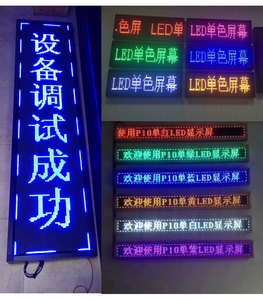 设备调试成功
色屏 LED单
LED单色屏幕
LED单色屏幕
LED单色屏幕
LED单色屏幕
LED单色屏幕
使用P10单红LED显示屏
欢迎使用P10单绿LED显示屏
欢迎使用P10单蓝LED显示屏
欢迎使用P10单黄LED显示屏
欢迎使用P10单白LED显示屏
欢迎使用P10单紫LED显示屏